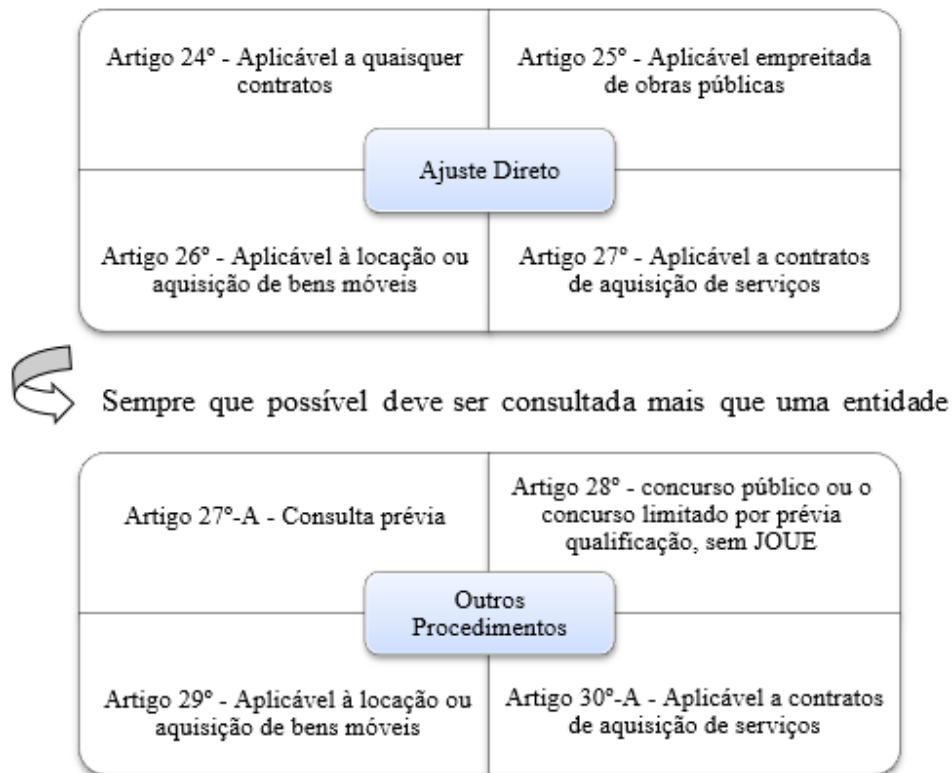 Artigo 24º - Aplicável a quaisquer
contratos
Artigo 25º - Aplicável empreitada
de obras públicas
Ajuste Direto
Artigo 26º - Aplicável à locação ou
aquisição de bens móveis
Artigo 27º - Aplicável a contratos
de aquisição de serviços
Sempre que possível deve ser consultada mais que uma entidade
Artigo 27º-A - Consulta prévia
Artigo 28º - concurso público ou o
concurso limitado por prévia
qualificação, sem JOUE
Outros
Procedimentos
Artigo 29º - Aplicável à locação ou
aquisição de bens móveis
Artigo 30º-A - Aplicável a contratos
de aquisição de serviços